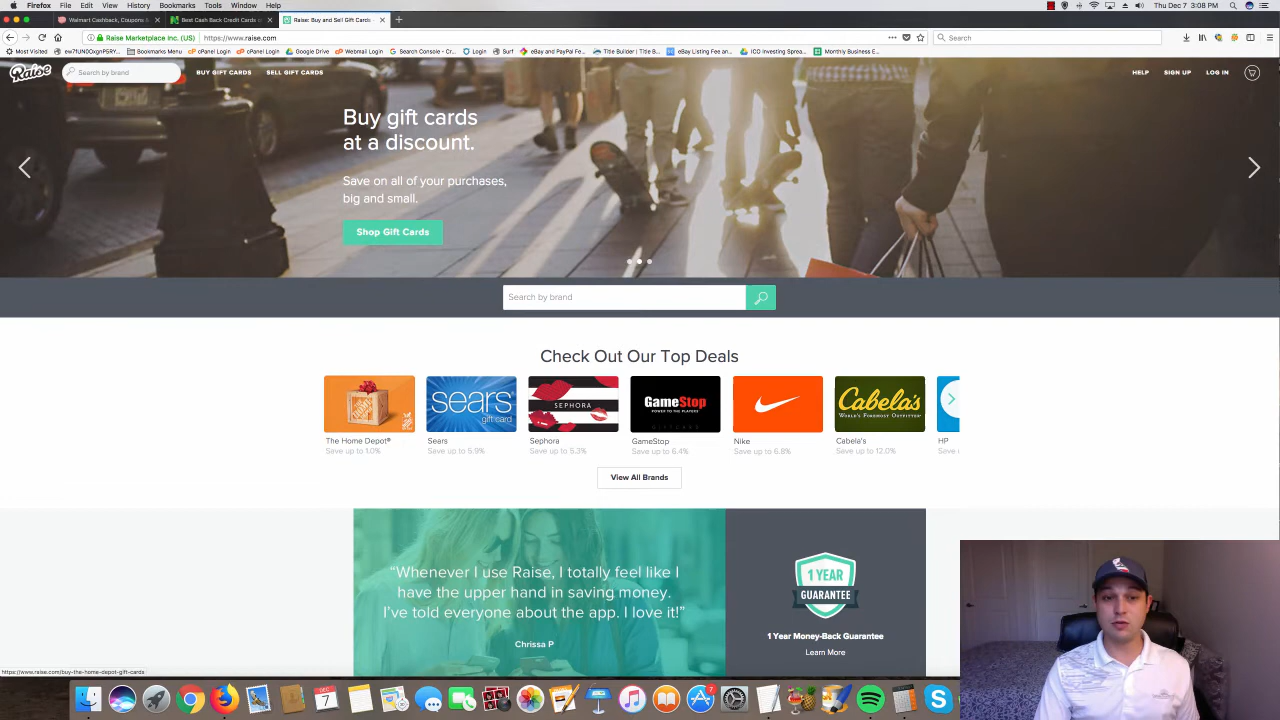 Firefox File Edit View History Bookmarks Tools Window Help
Thu Dec 7 3:08 PM
Walmart Cashback, Coupons &
Best Cash Back Credit Cards
Raise: Buy and Sell Gift Cards
Raise Marketplace Inc. (US)
https://www.raise.com
Search
Most Visited
Bookmarks Menu
cPanel Login
cPanel Login
Google Drive
Webmail Login
Search Console - Cr...
Login
Surf
eBay and PayPal Fe...
Title Builder | Title B...
eBay Listing Fee an...
ICO Investing Sprea...
Monthly Business E...
Raise
Search by brand
BUY GIFT CARDS
SELL GIFT CARDS
HELP
SIGN UP
LOG IN
Buy gift cards
at a discount.
Save on all of your purchases,
big and small.
Shop Gift Cards
Search by brand
Check Out Our Top Deals
sears
gift card
SEPHORA
GameStop
POWER TO THE PLAYERS
Cabela's
WORLD'S FOREMOST OUTFITTER
The Home Depot®
Sears
Sephora
GameStop
Nike
Cabela's
HP
Save up to 1.0%
Save up to 5.9%
Save up to 5.3%
Save up to 6.4%
Save up to 6.8%
Save up to 12.0%
Save
View All Brands
“Whenever I use Raise, I totally feel like I
have the upper hand in saving money.
I’ve told everyone about the app. I love it!”
Chrissa P
1 YEAR
GUARANTEE
1 Year Money-Back Guarantee
Learn More
https://www.raise.com/buy-the-home-depot-gift-cards
DEC
7
7